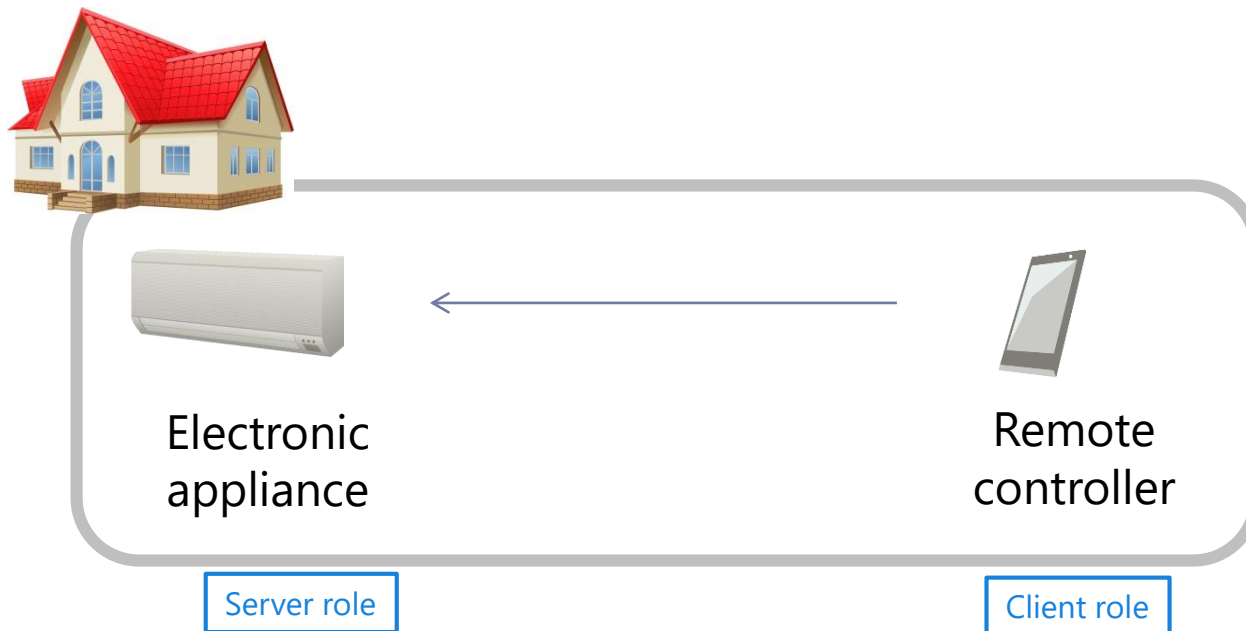 Electronic
appliance
Remote
controller
Server role
Client role